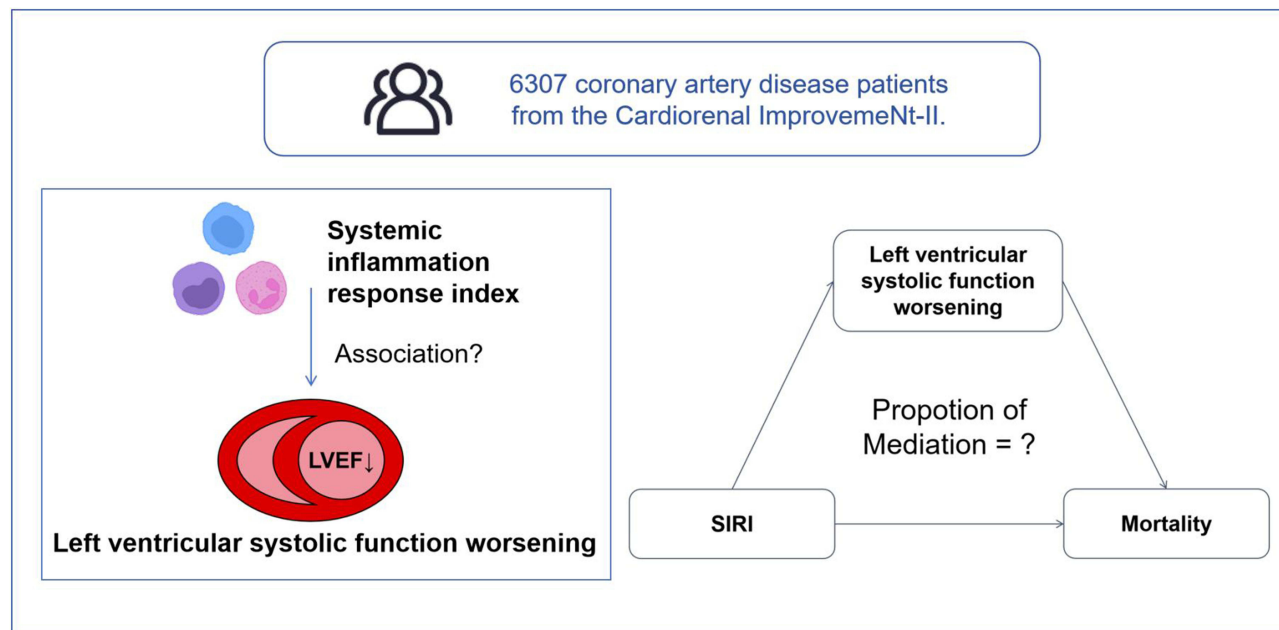 6307 coronary artery disease patients
from the Cardiorenal ImprovemeNt-II.
Systemic
inflammation
response index
Association?
LVEF↓
Left ventricular systolic function worsening
Left ventricular
systolic function
worsening
Propotion of
Mediation = ?
SIRI
Mortality